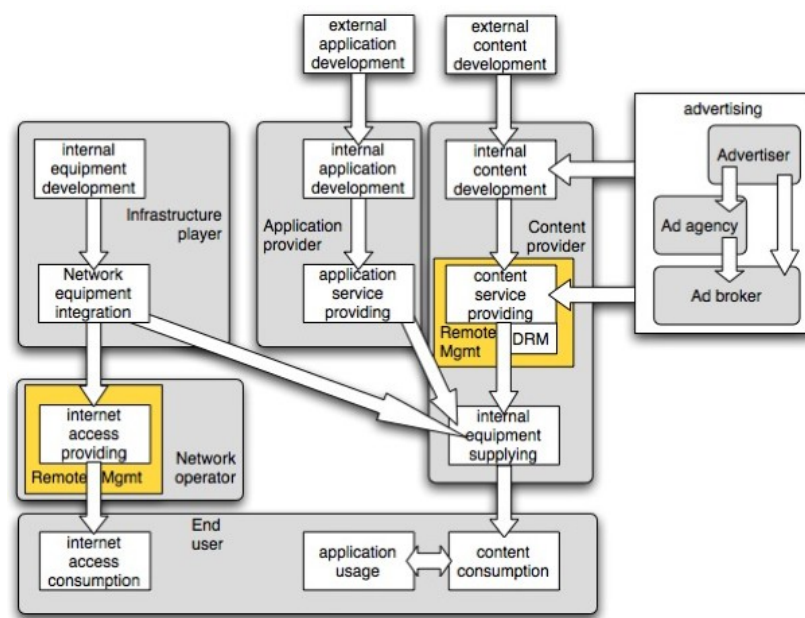 external
application
development
external
content
development
advertising
Advertiser
Ad agency
Ad broker
internal
equipment
development
Infrastructure
player
Network
equipment
integration
internal
application
development
Application
provider
application
service
providing
internal
content
development
Content
provider
content
service
providing
Remote
Mgmt
DRM
internal
equipment
supplying
internet
access
providing
Remote Mgmt
Network
operator
End
user
internet
access
consumption
application
usage
content
consumption